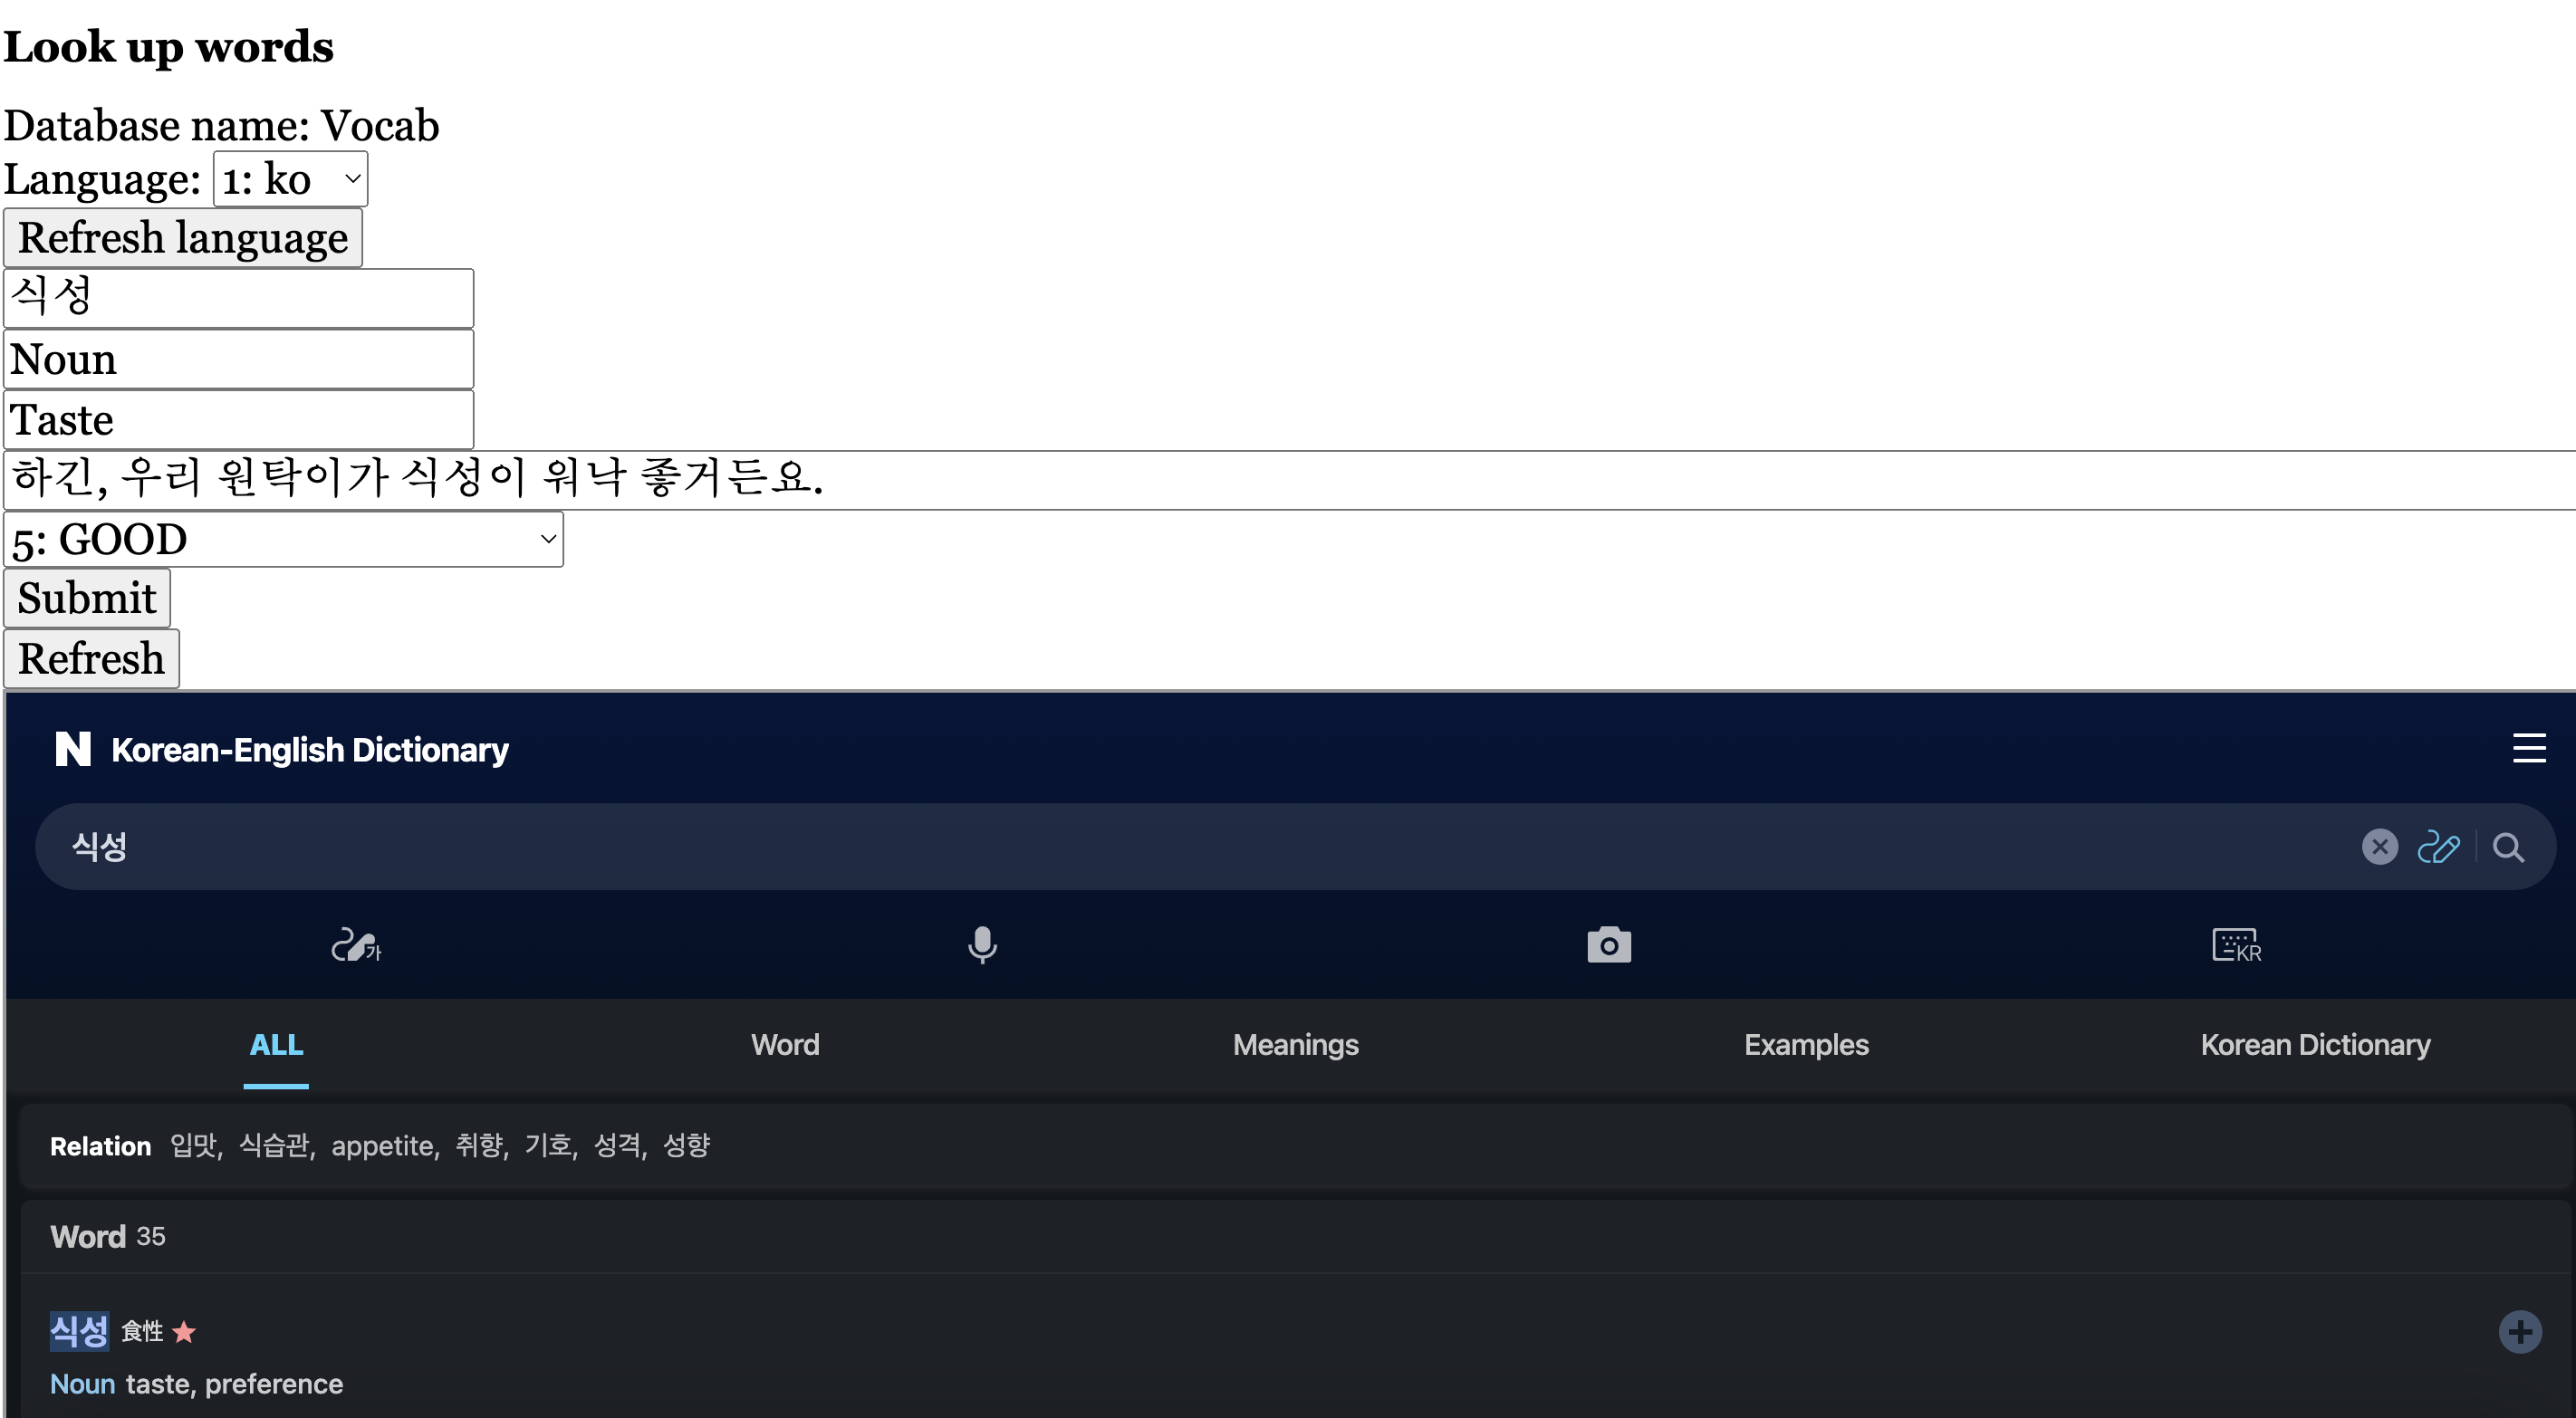 Look up words
Database name: Vocab
Language: 1: ko
Refresh language
식성
Noun
Taste
하긴, 우리 원탁이가 식성이 워낙 좋거든요.
5: GOOD
Submit
Refresh
N Korean-English Dictionary
식성
가
KR
ALL Word Meanings Examples Korean Dictionary
Relation 입맛, 식습관, appetite, 취향, 기호, 성격, 성향
Word 35
식성 食性
Noun taste, preference